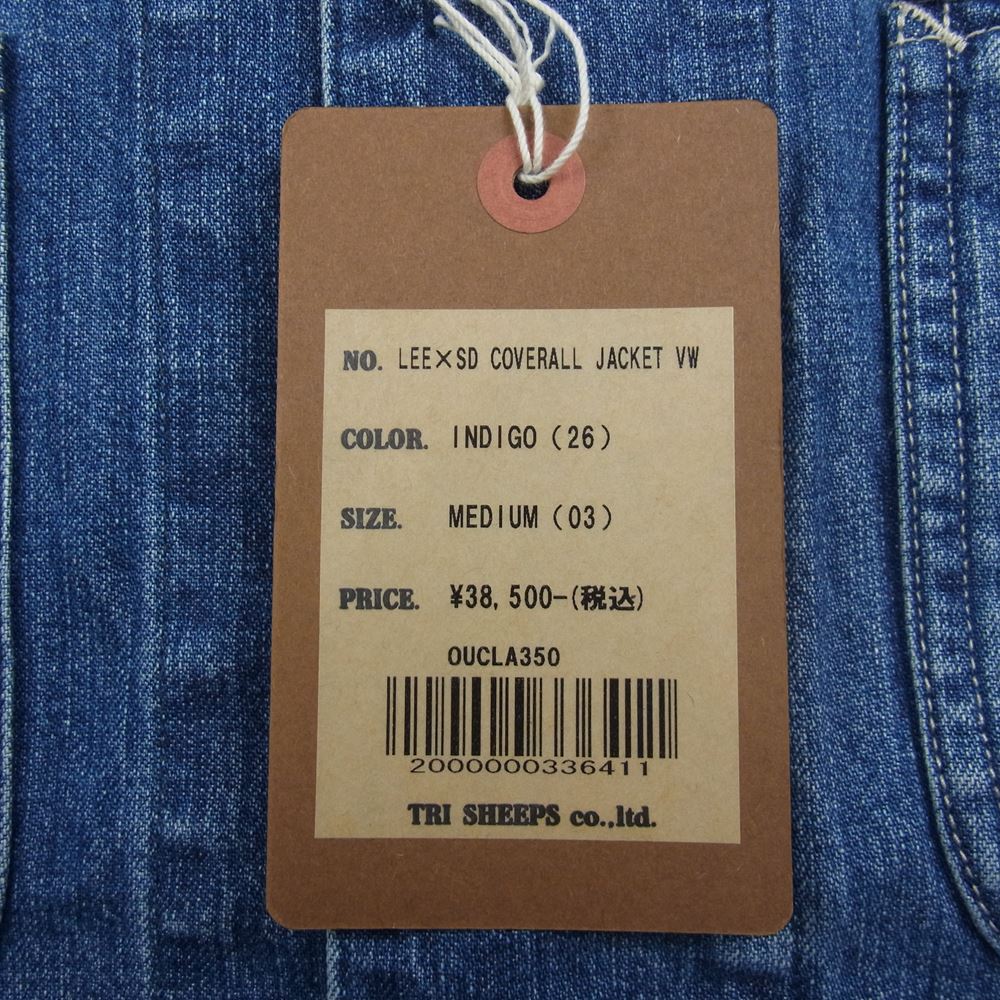 NO. LEE×SD COVERALL JACKET VW
COLOR. INDIGO(26)
SIZE. MEDIUM(03)
PRICE. ¥38,500-(税込)
OUCLA350
2000000336411
TRI SHEEPS co.,ltd.